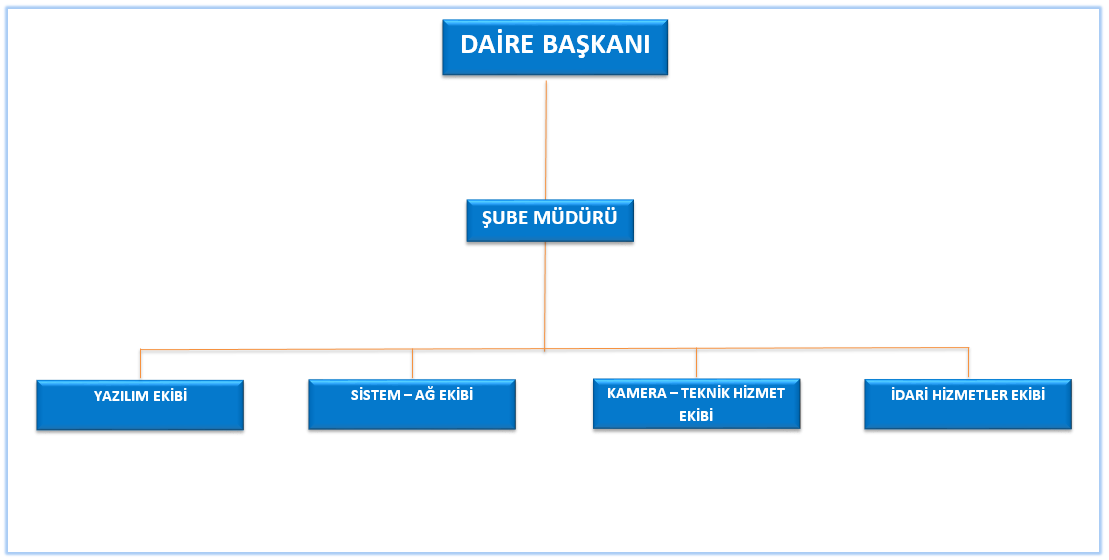 DAİRE BAŞKANI
ŞUBE MÜDÜRÜ
YAZILIM EKİBİ
SİSTEM – AĞ EKİBİ
KAMERA – TEKNİK HİZMET
EKİBİ
İDARİ HİZMETLER EKİBİ